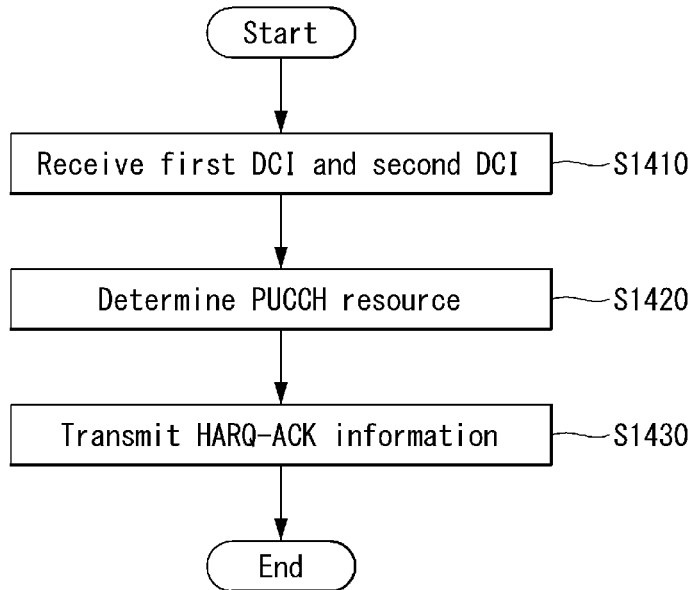 Start
Receive first DCI and second DCI
S1410
Determine PUCCH resource
S1420
Transmit HARQ-ACK information
S1430
End